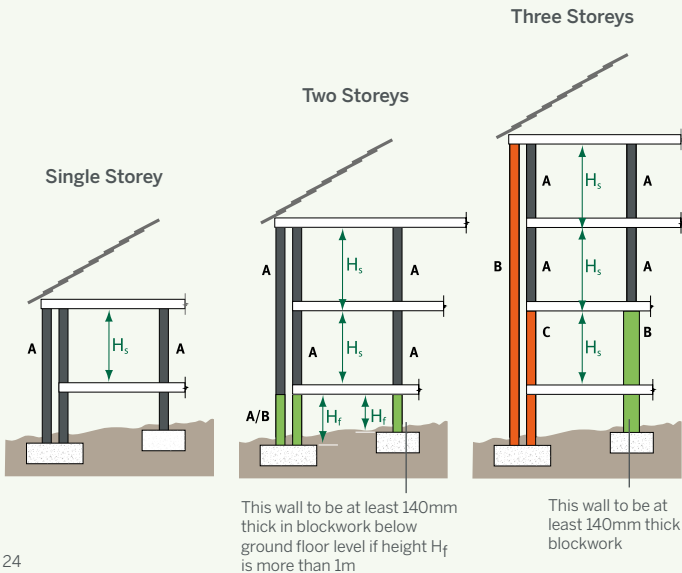 Three Storeys
Two Storeys
Single Storey
A
Hs
A
A
Hs
A
A
Hs
A/B
Hf
Hf
A
Hs
A
B
A
Hs
A
C
Hs
B
This wall to be at least 140mm
thick in blockwork below
ground floor level if height Hf
is more than 1m
This wall to be at
least 140mm thick
blockwork
24